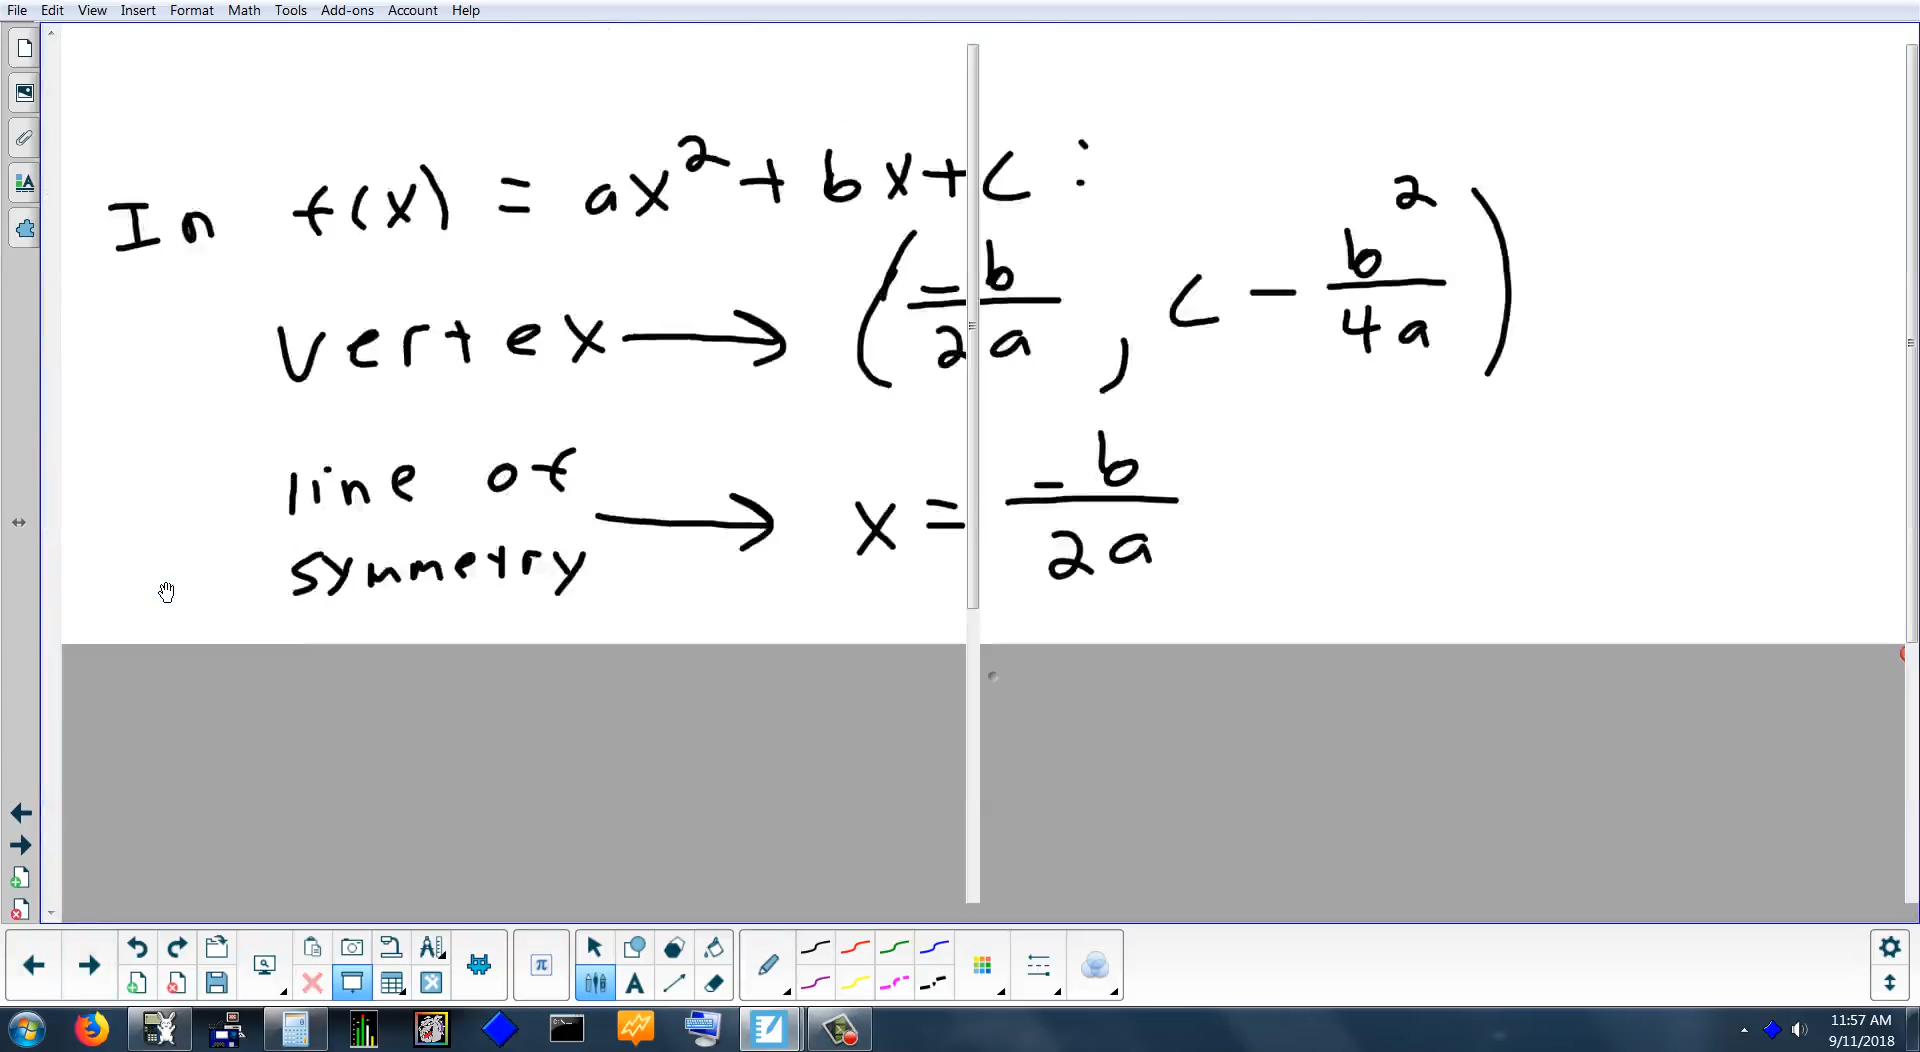 File Edit View Insert Format Math Tools Add-ons Account Help
In f(x) = ax² + bx + c :
vertex → (-b/2a , c - b²/4a)
line of
symmetry → x = -b/2a
A
π
11:57 AM
9/11/2018